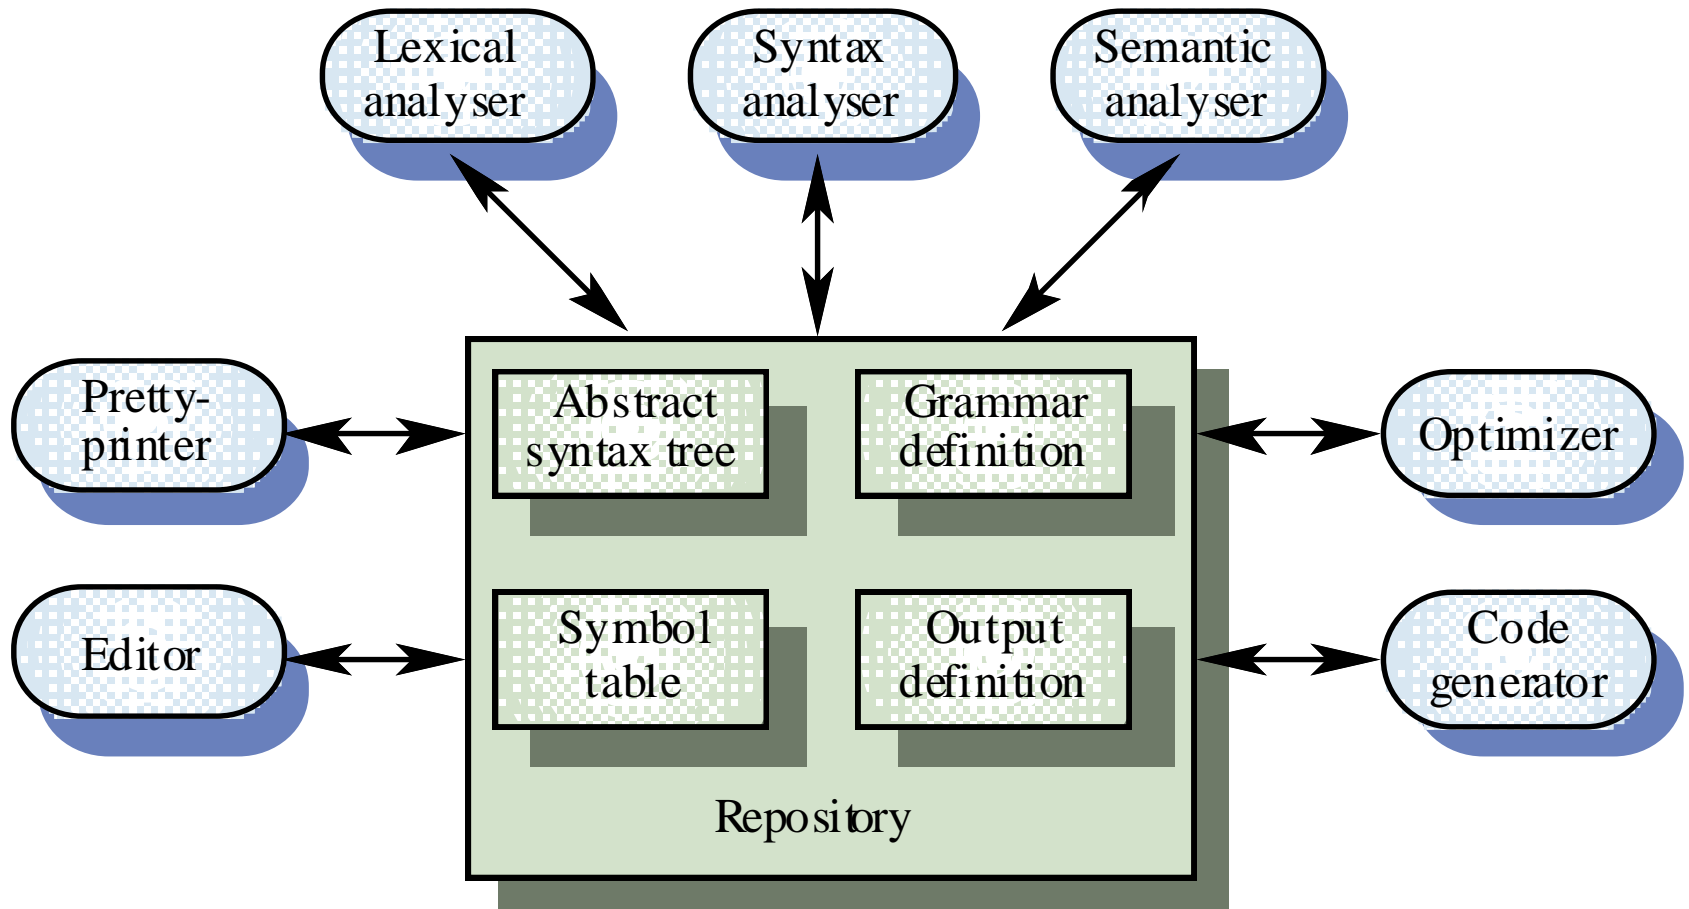 Lexical
analyser
Syntax
analyser
Semantic
analyser
Pretty-
printer
Abstract
syntax tree
Grammar
definition
Optimizer
Editor
Symbol
table
Output
definition
Code
generator
Repository